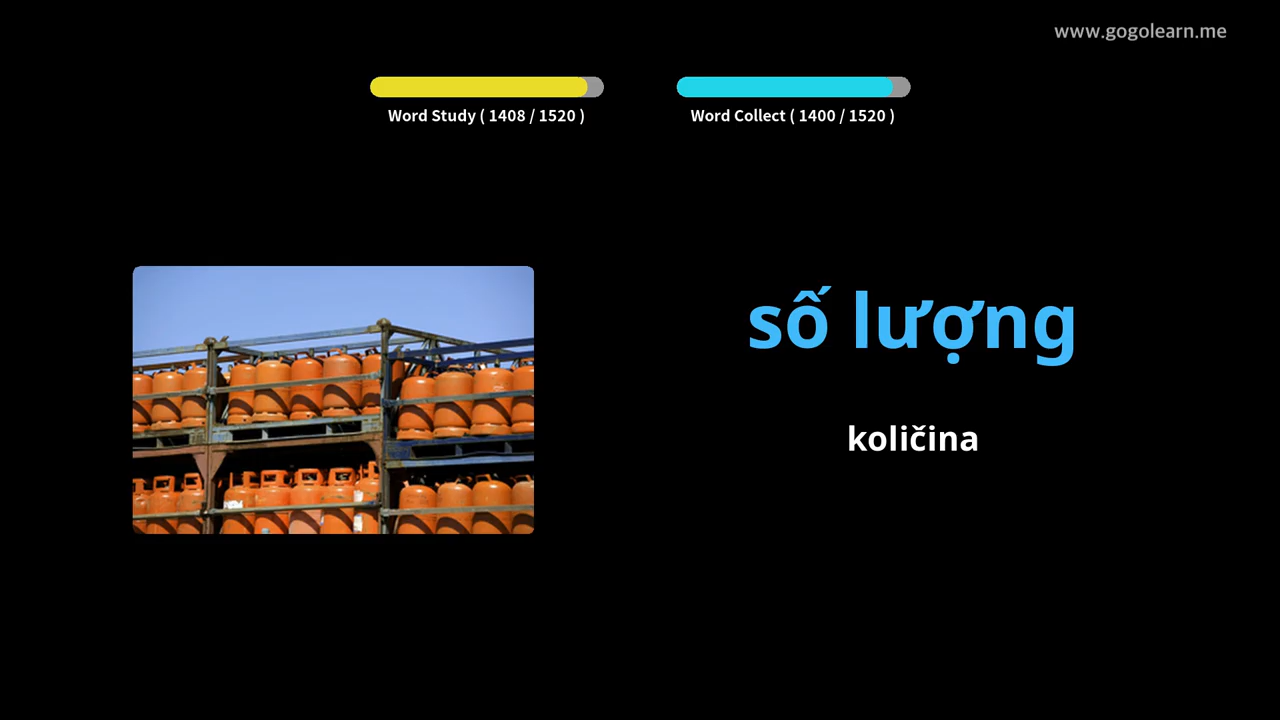 www.gogolearn.me
Word Study ( 1408 / 1520 )
Word Collect ( 1400 / 1520 )
số lượng
količina